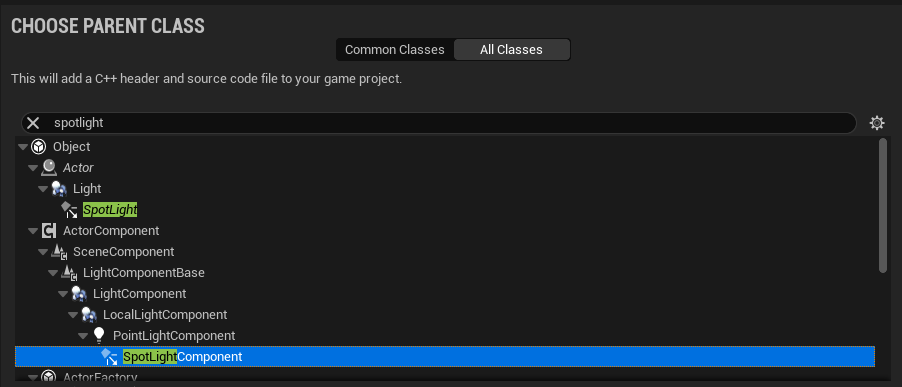 CHOOSE PARENT CLASS
Common Classes All Classes
This will add a C++ header and source code file to your game project.
spotlight
Object
Actor
Light
SpotLight
ActorComponent
SceneComponent
LightComponentBase
LightComponent
LocalLightComponent
PointLightComponent
SpotLightComponent
ActorFactory